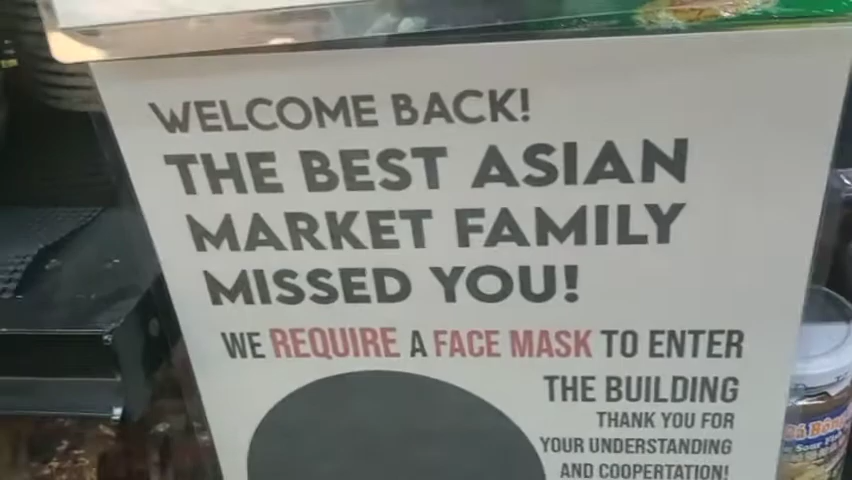 WELCOME BACK!
THE BEST ASIAN
MARKET FAMILY
MISSED YOU!
WE REQUIRE A FACE MASK TO ENTER
THE BUILDING
THANK YOU FOR
YOUR UNDERSTANDING
AND COOPERTATION!
Sour